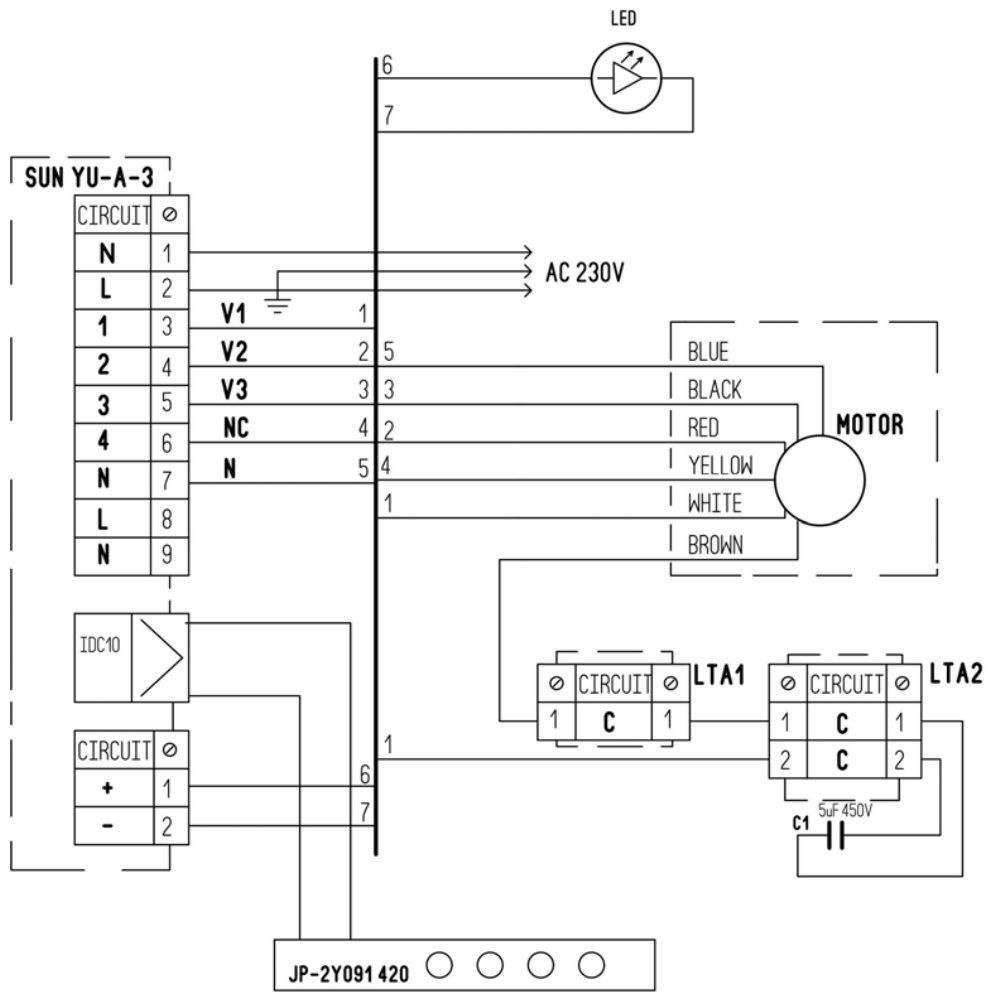 LED
6
7
SUN YU-A-3
CIRCUIT
N 1
L 2
1 3
2 4
3 5
4 6
N 7
L 8
N 9
AC 230V
V1 1
V2 2 5
V3 3 3
NC 4 2
N 5 4
1
BLUE
BLACK
RED
YELLOW
WHITE
BROWN
MOTOR
IDC10
CIRCUIT
+ 1
- 2
6
7
1
CIRCUIT LTA1
1 C 1
CIRCUIT LTA2
1 C 1
2 C 2
5uF 450V
C1
JP-2Y091 420